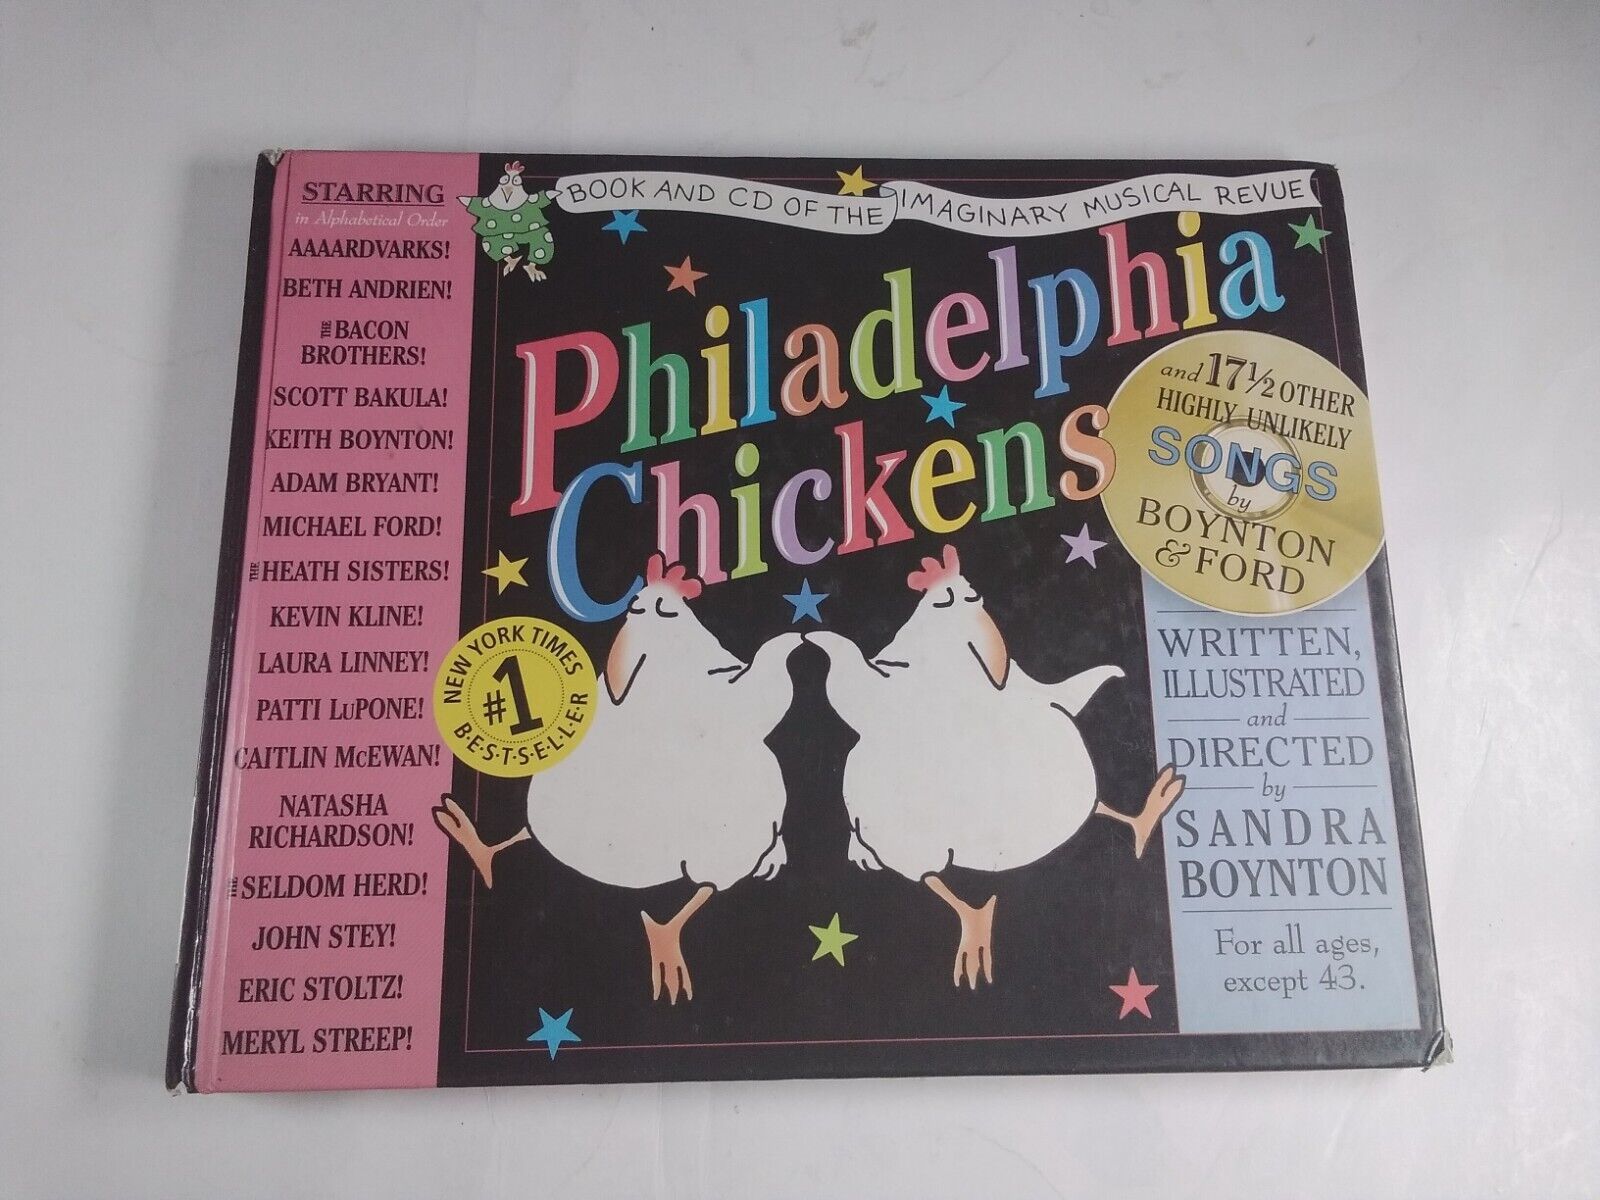 STARRING
in Alphabetical Order
AAAARDVARKS!
BETH ANDRIEN!
THE BACON
BROTHERS!
SCOTT BAKULA!
KEITH BOYNTON!
ADAM BRYANT!
MICHAEL FORD!
THE HEATH SISTERS!
KEVIN KLINE!
LAURA LINNEY!
PATTI LuPONE!
CAITLIN McEWAN!
NATASHA
RICHARDSON!
THE SELDOM HERD!
JOHN STEY!
ERIC STOLTZ!
MERYL STREEP!
BOOK AND CD OF THE IMAGINARY MUSICAL REVUE
Philadelphia
Chickens
and 17½ OTHER
HIGHLY UNLIKELY
SONGS
by
BOYNTON
& FORD
NEW YORK TIMES
#1
B·E·S·T·S·E·L·L·E·R
WRITTEN,
ILLUSTRATED
and
DIRECTED
by
SANDRA
BOYNTON
For all ages,
except 43.